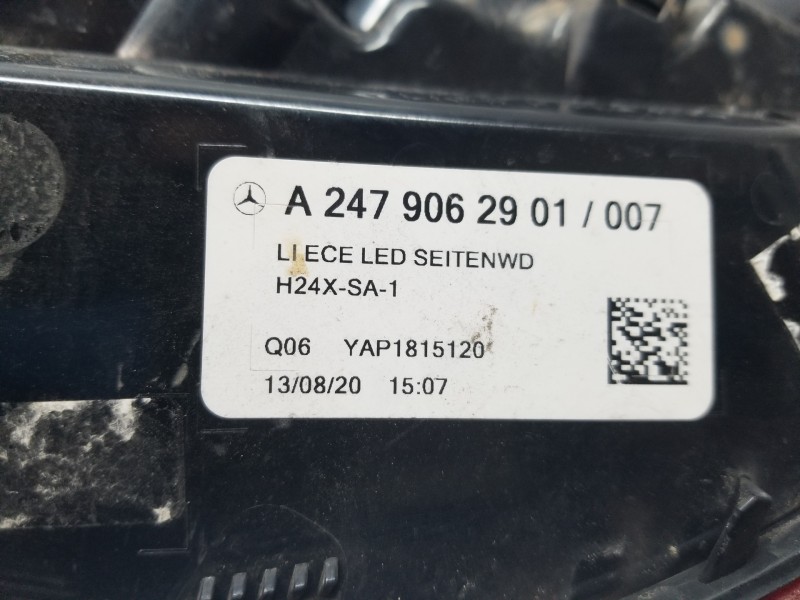 A 247 906 29 01 / 007
LI ECE LED SEITENWD
H24X-SA-1
Q06 YAP1815120
13/08/20 15:07